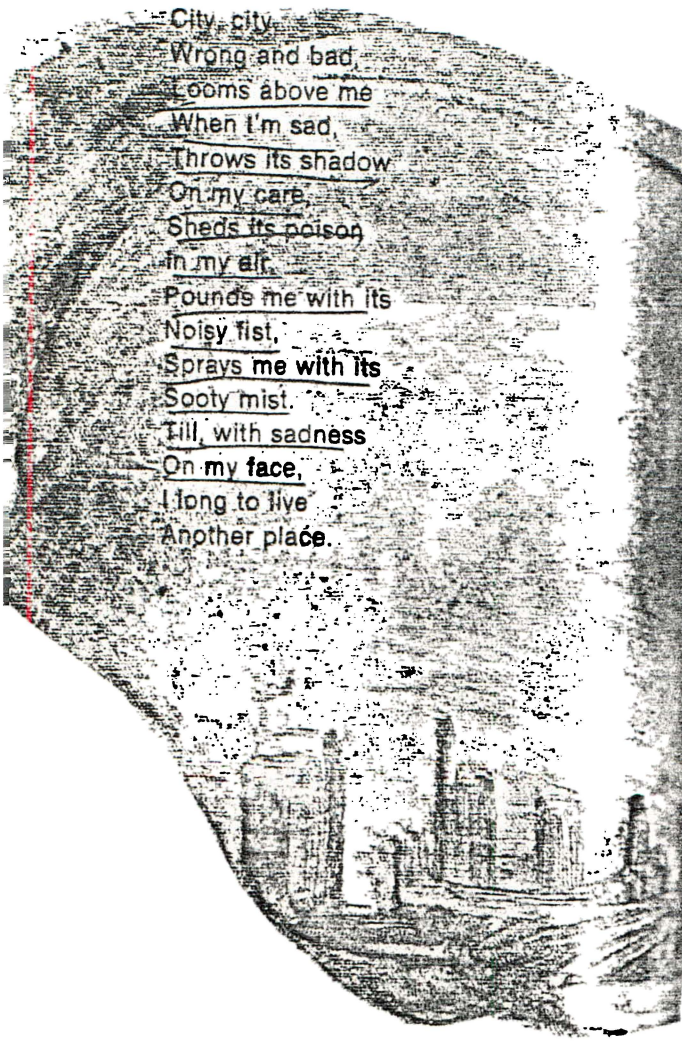 City, city,
Wrong and bad,
Looms above me
When I'm sad,
Throws its shadow
On my care,
Sheds its poison
In my air.
Pounds me with its
Noisy fist,
Sprays me with its
Sooty mist.
Till, with sadness
On my face,
I long to live
Another place.